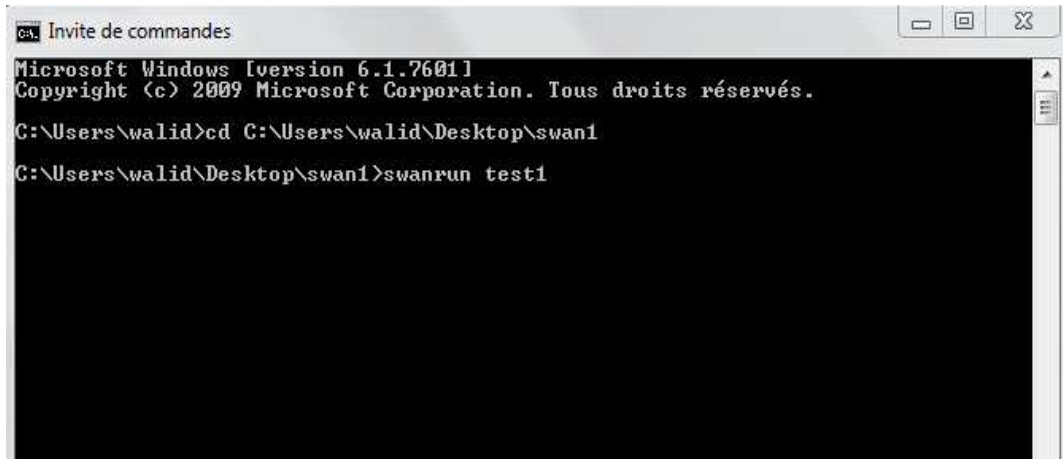 Invite de commandes
Microsoft Windows [version 6.1.7601]
Copyright (c) 2009 Microsoft Corporation. Tous droits réservés.
C:\Users\walid>cd C:\Users\walid\Desktop\swan1
C:\Users\walid\Desktop\swan1>swanrun test1